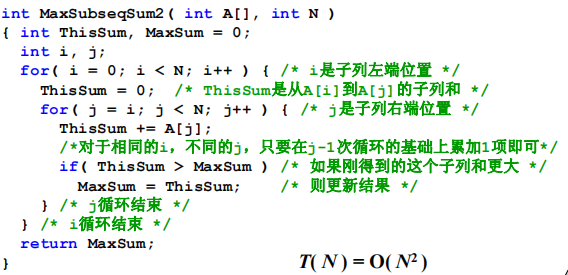 int MaxSubseqSum2( int A[], int N )
{ int ThisSum, MaxSum = 0;
int i, j;
for( i = 0; i < N; i++ ) { /* i是子列左端位置 */
ThisSum = 0; /* ThisSum是从A[i]到A[j]的子列和 */
for( j = i; j < N; j++ ) { /* j是子列右端位置 */
ThisSum += A[j];
/*对于相同的i，不同的j，只要在j-1次循环的基础上累加1项即可*/
if( ThisSum > MaxSum ) /* 如果刚得到的这个子列和更大 */
MaxSum = ThisSum; /* 则更新结果 */
} /* j循环结束 */
} /* i循环结束 */
return MaxSum;
}
T( N ) = O( N² )